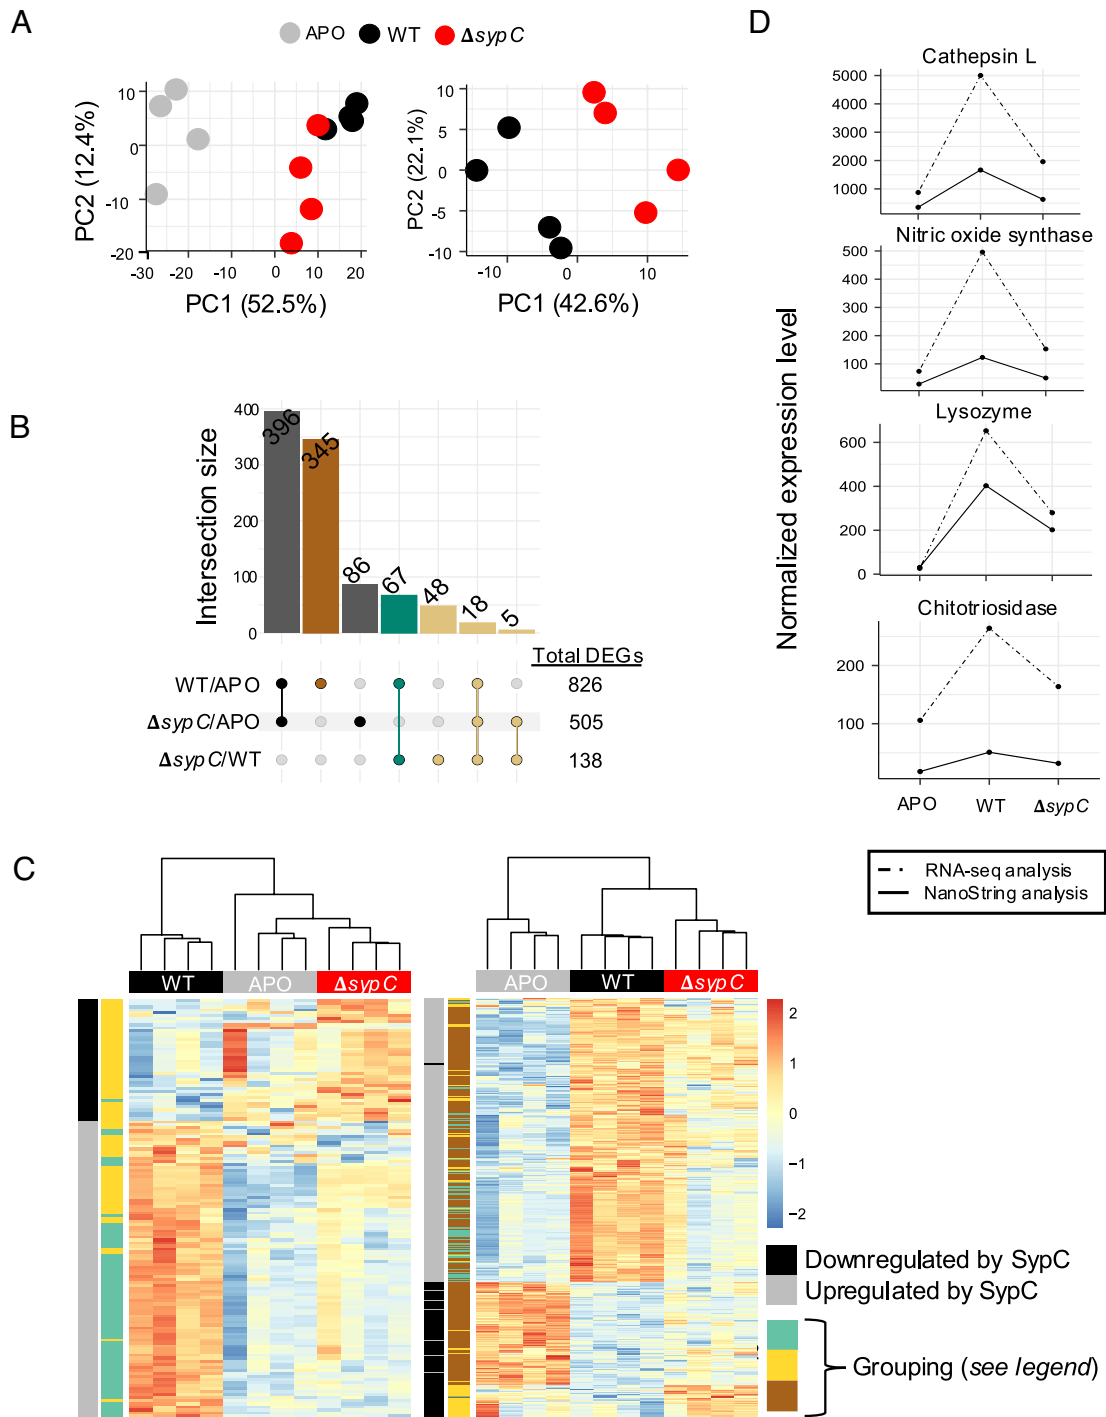 A
APO WT ΔsypC
PC2 (12.4%)
10
0
-10
-20
-30 -20 -10 0 10 20
PC1 (52.5%)
PC2 (22.1%)
10
5
0
-5
-10
-10 0 10
PC1 (42.6%)
B
Intersection size
400
300
200
100
0
396 345 86 67 48 18 5
Total DEGs
WT/APO 826
ΔsypC/APO 505
ΔsypC/WT 138
D
Normalized expression level
Cathepsin L
5000
4000
3000
2000
1000
Nitric oxide synthase
500
400
300
200
100
Lysozyme
600
400
200
0
Chitotriosidase
200
100
APO WT ΔsypC
RNA-seq analysis
NanoString analysis
C
WT APO ΔsypC
APO WT ΔsypC
2
1
0
−1
−2
Downregulated by SypC
Upregulated by SypC
Grouping (see legend)